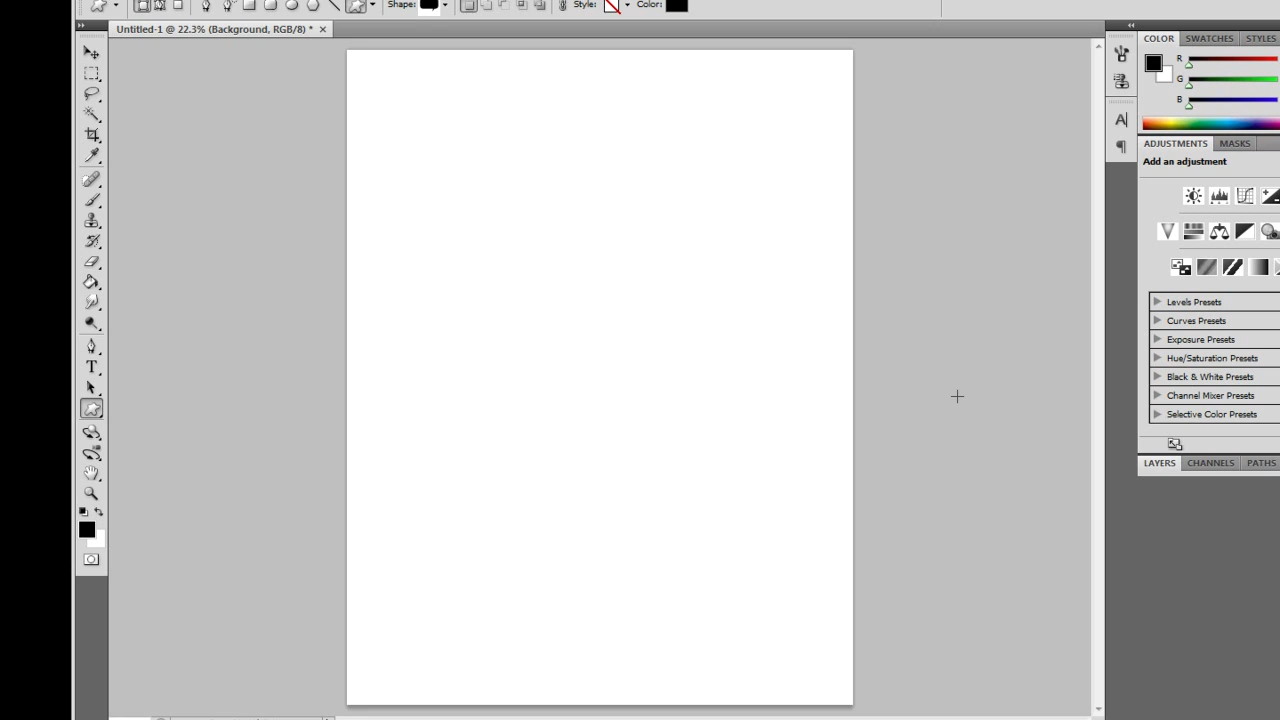 Shape: Style: Color:
Untitled-1 @ 22.3% (Background, RGB/8) * ×
COLOR SWATCHES STYLES
R
G
B
A
¶
ADJUSTMENTS MASKS
Add an adjustment
Levels Presets
Curves Presets
Exposure Presets
Hue/Saturation Presets
Black & White Presets
T
Channel Mixer Presets
Selective Color Presets
LAYERS CHANNELS PATHS